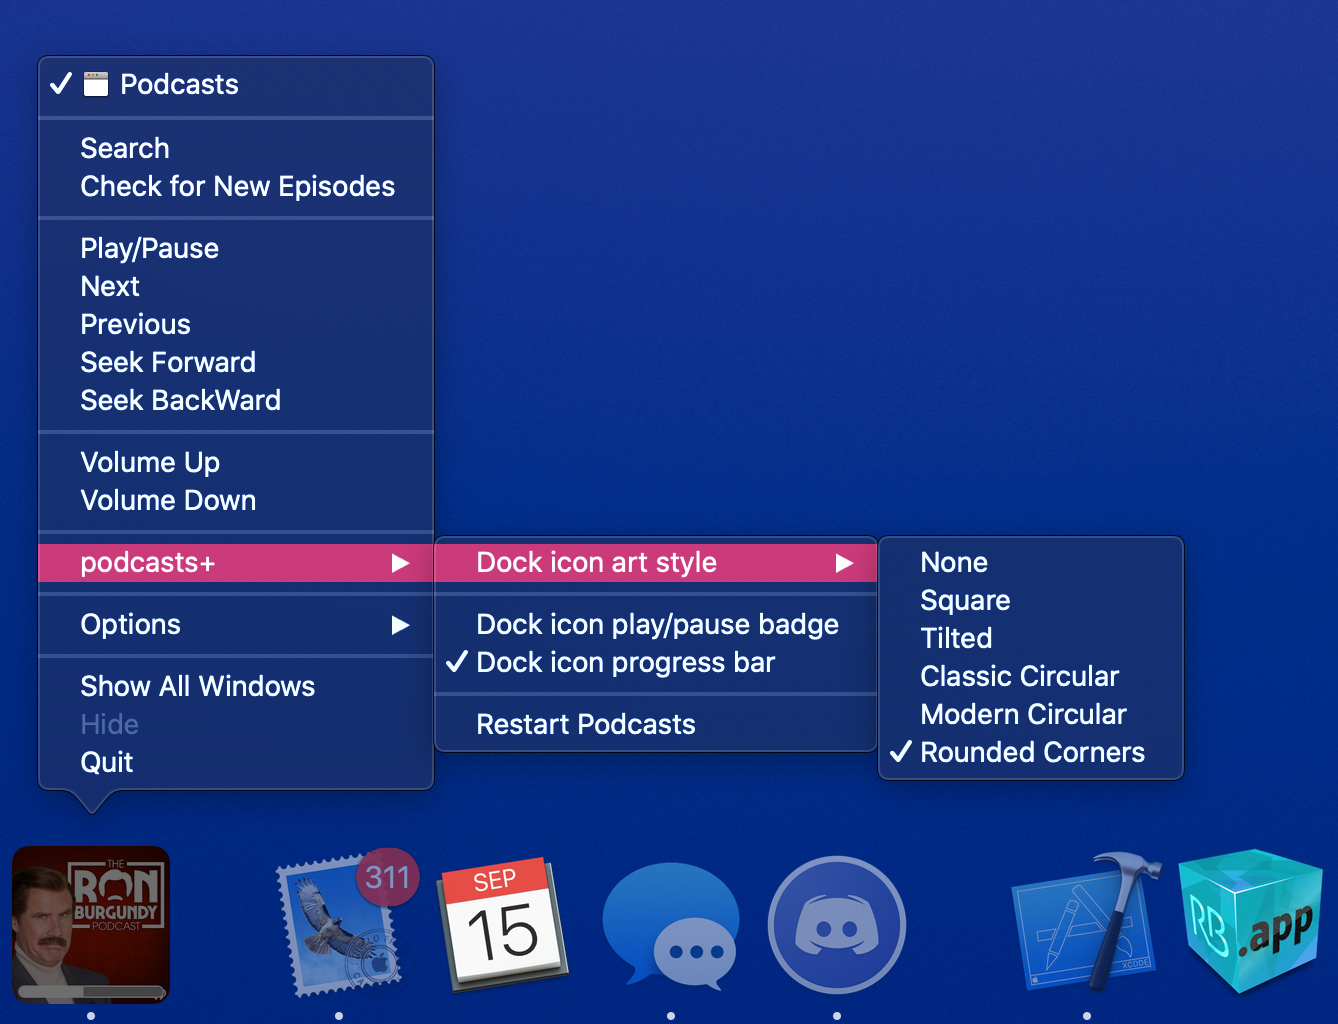 Podcasts
Search
Check for New Episodes
Play/Pause
Next
Previous
Seek Forward
Seek BackWard
Volume Up
Volume Down
podcasts+
Options
Show All Windows
Hide
Quit
Dock icon art style
Dock icon play/pause badge
Dock icon progress bar
Restart Podcasts
None
Square
Tilted
Classic Circular
Modern Circular
Rounded Corners
THE
RON
BURGUNDY
PODCAST
311
SEP
15
XCODE
RB
.app